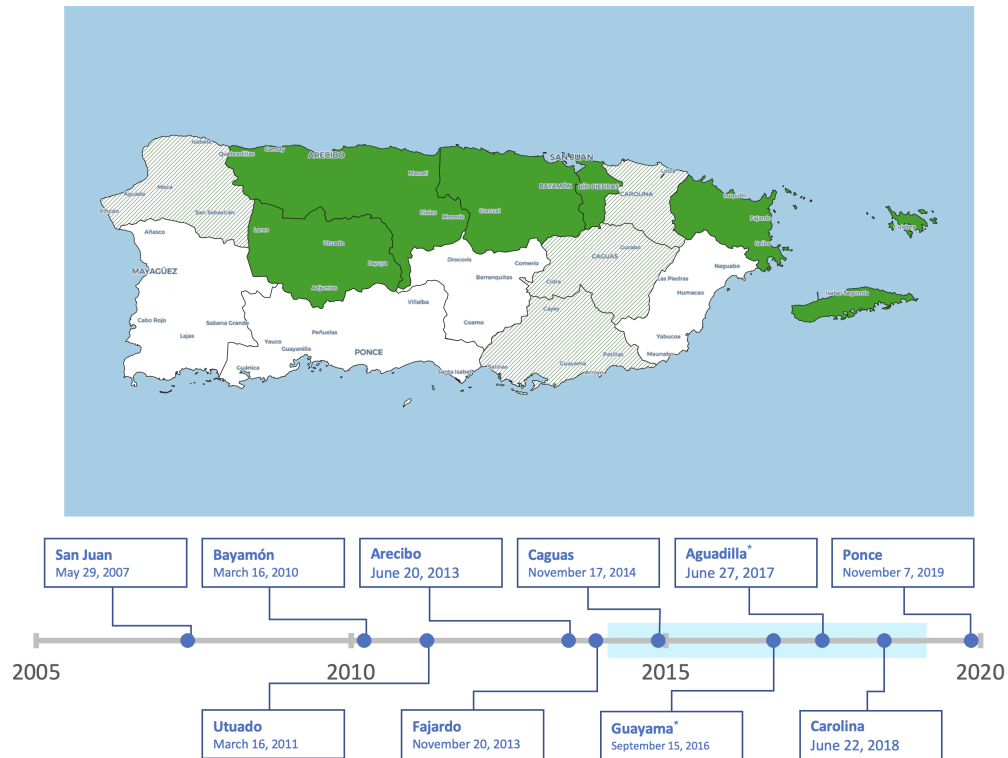 Isabela
Quebradillas
Camuy
ARECIBO
SAN JUAN
Manatí
BAYAMÓN
RÍO PIEDRAS
Loíza
CAROLINA
Luquillo
Aguada
Moca
Rincón
San Sebastián
Ciales
Morovis
Corozal
Fajardo
Culebra
Añasco
Lares
Utuado
Ceiba
Gurabo
MAYAGÜEZ
Jayuya
Orocovis
Comerío
CAGUAS
Naguabo
Barranquitas
Cidra
Las Piedras
Adjuntas
Humacao
Isabel Segunda
Villalba
Cayey
Cabo Rojo
Sabana Grande
Coamo
Lajas
Peñuelas
Yabucoa
Yauco
Guayanilla
PONCE
Patillas
Maunabo
Guánica
Santa Isabel
Salinas
Guayama
Arroyo
San Juan
May 29, 2007
Bayamón
March 16, 2010
Arecibo
June 20, 2013
Caguas
November 17, 2014
Aguadilla*
June 27, 2017
Ponce
November 7, 2019
2005
2010
2015
2020
Utuado
March 16, 2011
Fajardo
November 20, 2013
Guayama*
September 15, 2016
Carolina
June 22, 2018